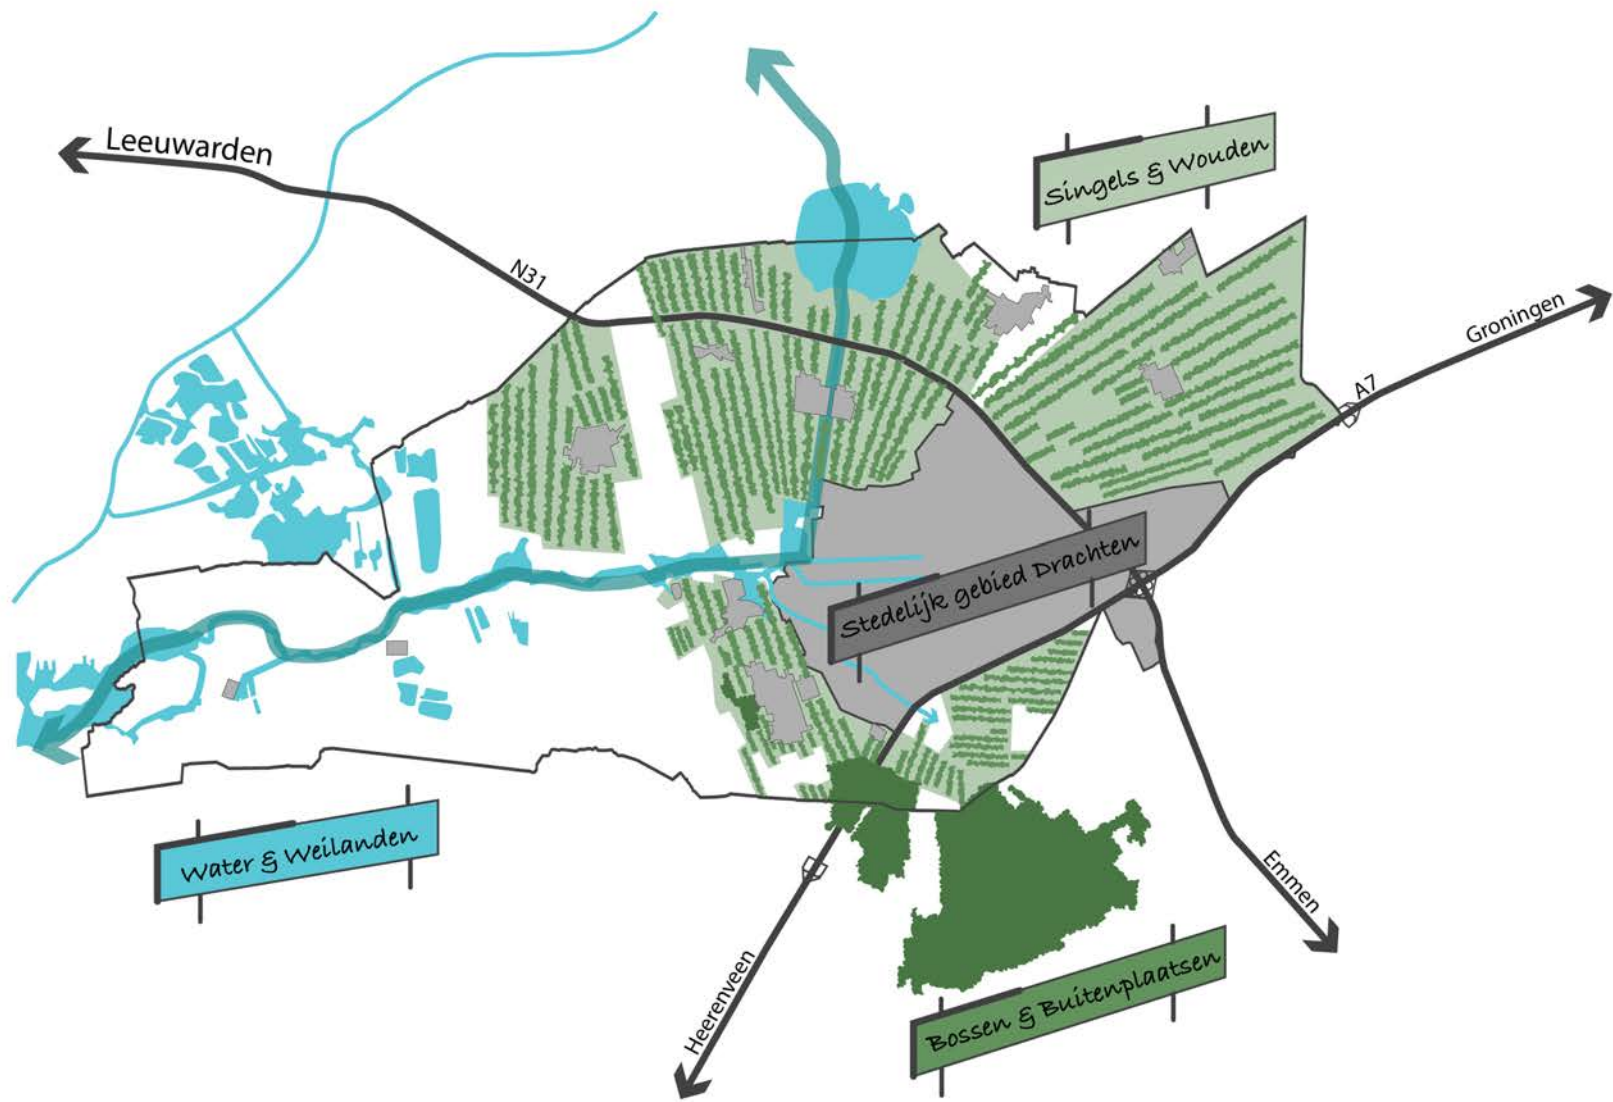 Leeuwarden
Singels & Wouden
N31
Groningen
A7
Stedelijk gebied Drachten
Water & Weilanden
Emmen
Heerenveen
Bossen & Buitenplaatsen